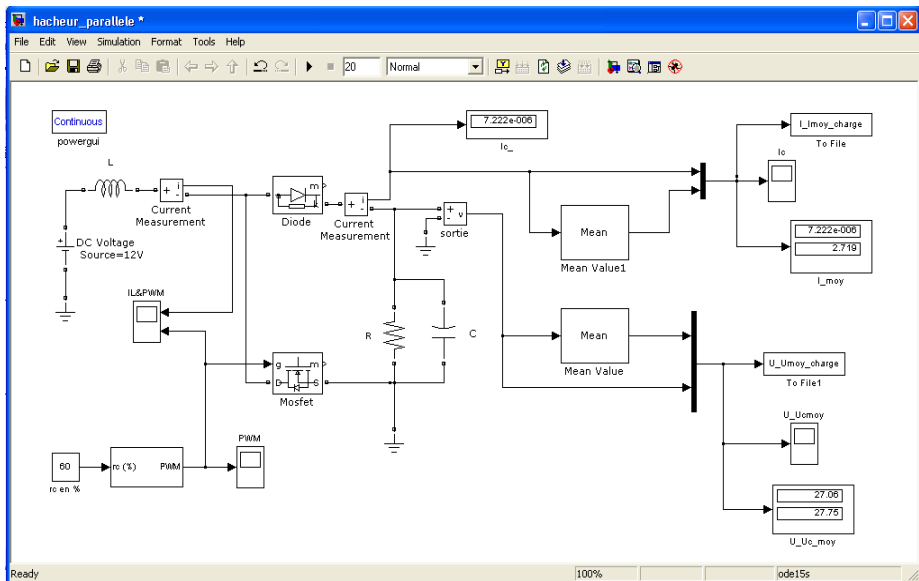 hacheur_parallele *
File Edit View Simulation Format Tools Help
20
Normal
Continuous
powergui
7.222e-006
Ic_
I_Imoy_charge
To File
Ic
L
i
Current
Measurement
m
Diode
i
Current
Measurement
v
sortie
Mean
Mean Value1
7.222e-006
2.719
I_moy
DC Voltage
Source=12V
IL&PWM
R
C
Mean
Mean Value
U_Umoy_charge
To File1
g
m
D
S
Mosfet
U_Ucmoy
PWM
60
rc en %
rc (%)
PWM
27.06
27.75
U_Uc_moy
Ready
100%
ode15s